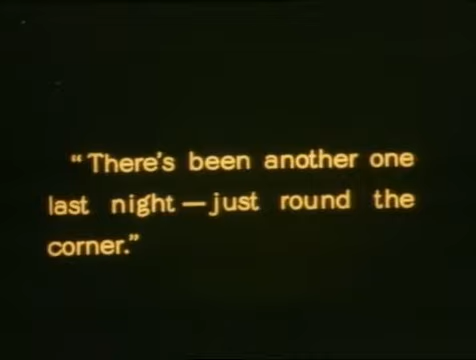 “There's been another one
last night — just round the
corner.”